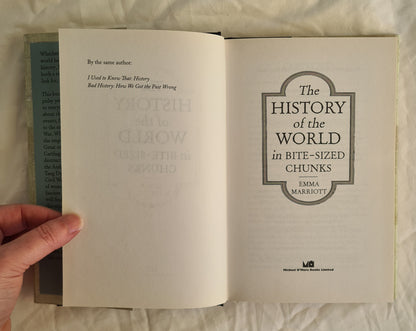 By the same author:
I Used to Know That: History
Bad History: How We Got the Past Wrong
The
HISTORY
of the
WORLD
in BITE-SIZED
CHUNKS
EMMA
MARRIOTT
Michael O'Mara Books Limited